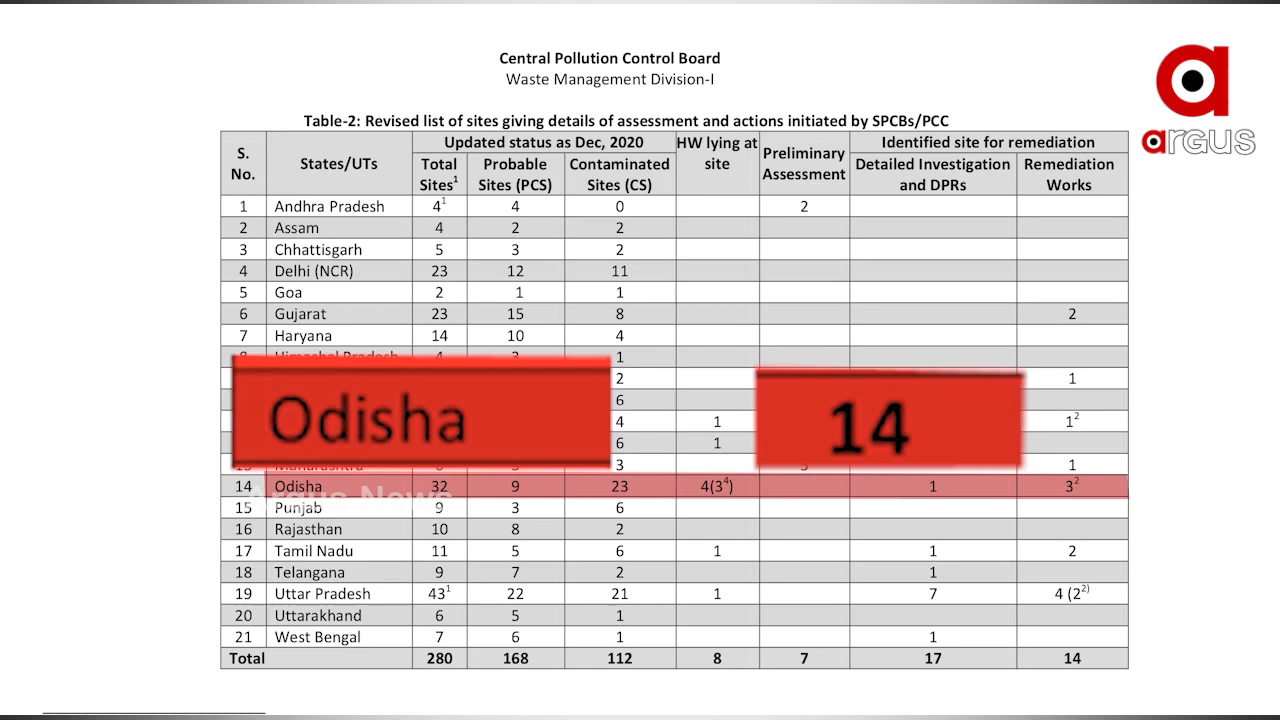 Central Pollution Control Board
Waste Management Division-I
argus
Table-2: Revised list of sites giving details of assessment and actions initiated by SPCBs/PCC
S. No. States/UTs Updated status as Dec, 2020 HW lying at site Preliminary Assessment Identified site for remediation
Total Sites1 Probable Sites (PCS) Contaminated Sites (CS) Detailed Investigation and DPRs Remediation Works
1 Andhra Pradesh 41 4 0 2
2 Assam 4 2 2
3 Chhattisgarh 5 3 2
4 Delhi (NCR) 23 12 11
5 Goa 2 1 1
6 Gujarat 23 15 8 2
7 Haryana 14 10 4
8 Himachal Pradesh 4 3 1
2 1
6
4 1 1²
6 1
3 1
Odisha 14
14 Odisha 32 9 23 4(3⁴) 1 3²
Argus News
15 Punjab 9 3 6
16 Rajasthan 10 8 2
17 Tamil Nadu 11 5 6 1 1 2
18 Telangana 9 7 2 1
19 Uttar Pradesh 43¹ 22 21 1 7 4 (2²⁾
20 Uttarakhand 6 5 1
21 West Bengal 7 6 1 1
Total 280 168 112 8 7 17 14